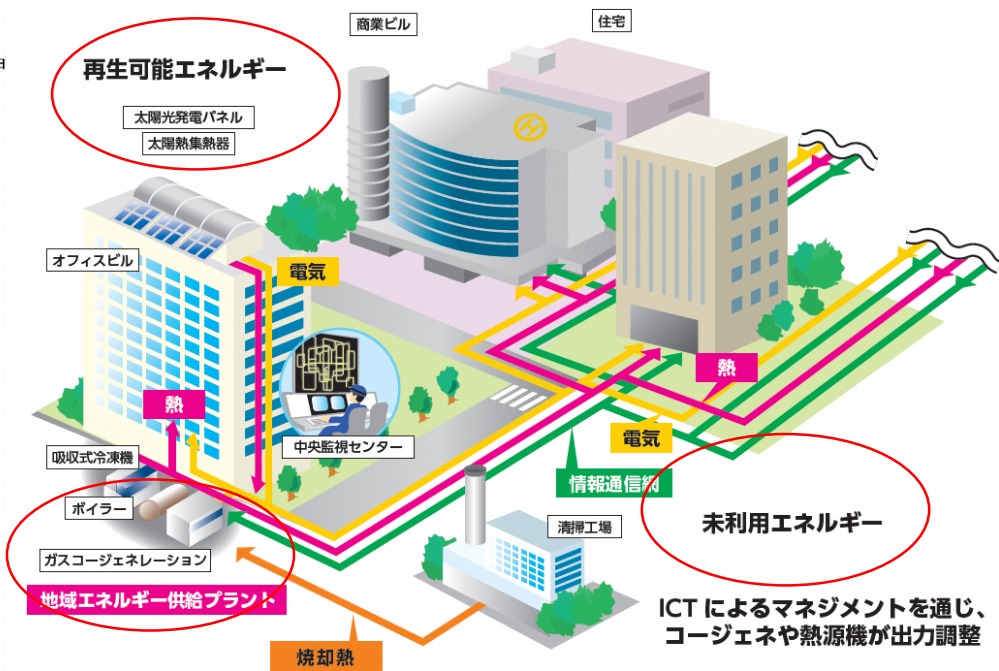 商業ビル
住宅
日
再生可能エネルギー
太陽光発電パネル
太陽熱集熱器
H
オフィスビル
電気
熱
熱
中央監視センター
電気
吸収式冷凍機
情報通信網
ボイラー
清掃工場
未利用エネルギー
ガスコージェネレーション
地域エネルギー供給プラント
ICTによるマネジメントを通じ、
コージェネや熱源機が出力調整
焼却熱